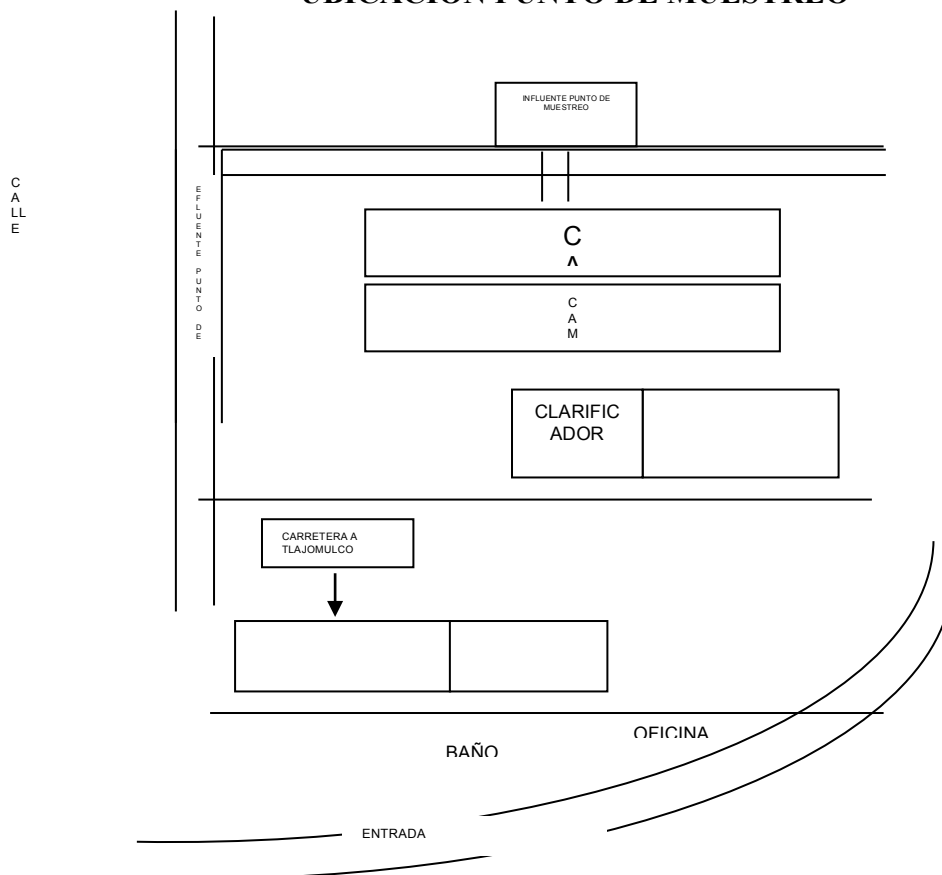 UBICACIÓN PUNTO DE MUESTREO
INFLUENTE PUNTO DE
MUESTREO
C
A
LL
E
E
F
L
U
E
N
T
E
P
U
N
T
O
D
E
C
A
C
A
M
CLARIFIC
ADOR
CARRETERA A
TLAJOMULCO
OFICINA
BAÑO
ENTRADA